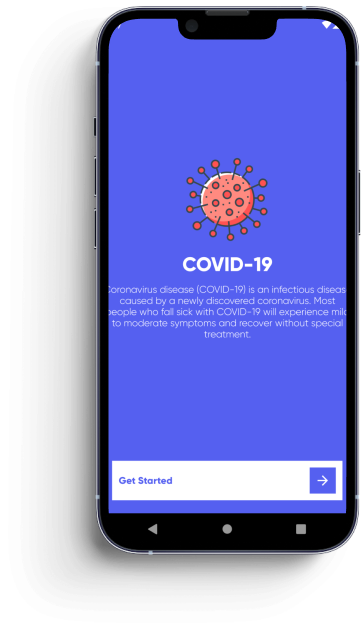 COVID-19
Coronavirus disease (COVID-19) is an infectious disease
caused by a newly discovered coronavirus. Most
people who fall sick with COVID-19 will experience mild
to moderate symptoms and recover without special
treatment.
Get Started